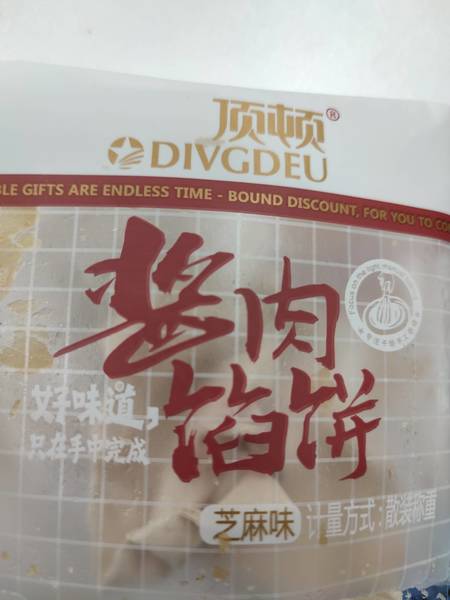 顶顿®
DIVGDEU
BLE GIFTS ARE ENDLESS TIME - BOUND DISCOUNT, FOR YOU TO CO
酱肉
馅饼
好味道,
只在手中完成
芝麻味
计量方式:散装称重